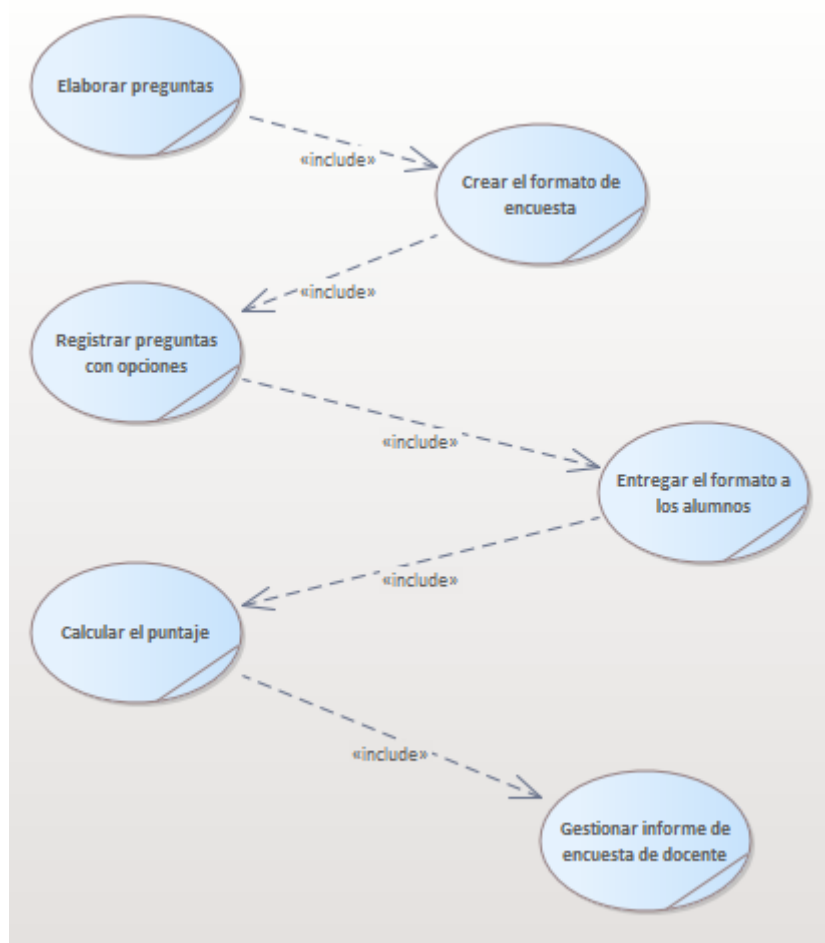 Elaborar preguntas
«include»
Crear el formato de
encuesta
«include»
Registrar preguntas
con opciones
«include»
Entregar el formato a
los alumnos
«include»
Calcular el puntaje
«include»
Gestionar informe de
encuesta de docente